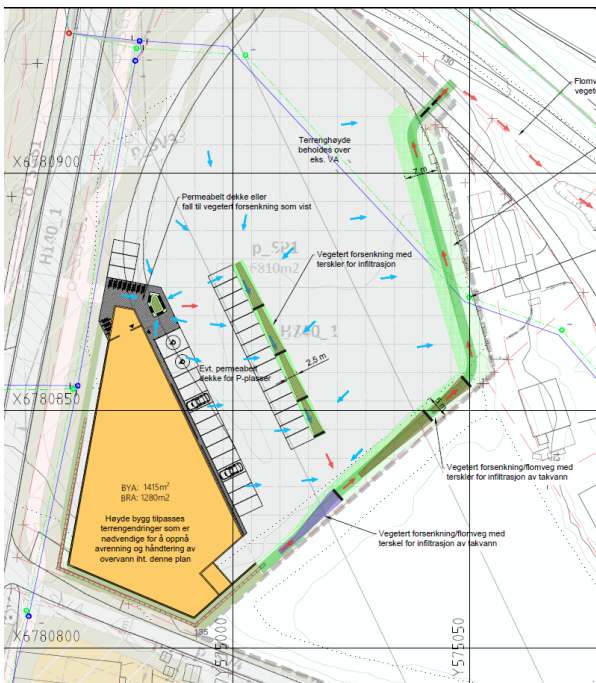 130
Flomv
vegete
Terrenghøyde
beholdes over
eks. VA
7 m
X6780900
Permeabelt dekke eller
fall til vegetert forsenkning som vist
H140_1
p_SP1
6810m2
Vegetert forsenkning med
terskler for infiltrasjon
H140_1
2,5 m
Evt. permeabelt
dekke for P-plasser
X6780850
5 m
Vegetert forsenkning/flomveg med
terskler for infiltrasjon av takvann
BYA: 1415m²
BRA: 1280m2
Høyde bygg tilpasses
terrengendringer som er
nødvendige for å oppnå
avrenning og håndtering av
overvann iht. denne plan
Vegetert forsenkning/flomveg med
terskel for infiltrasjon av takvann
X6780800
135
Y575000
Y575050